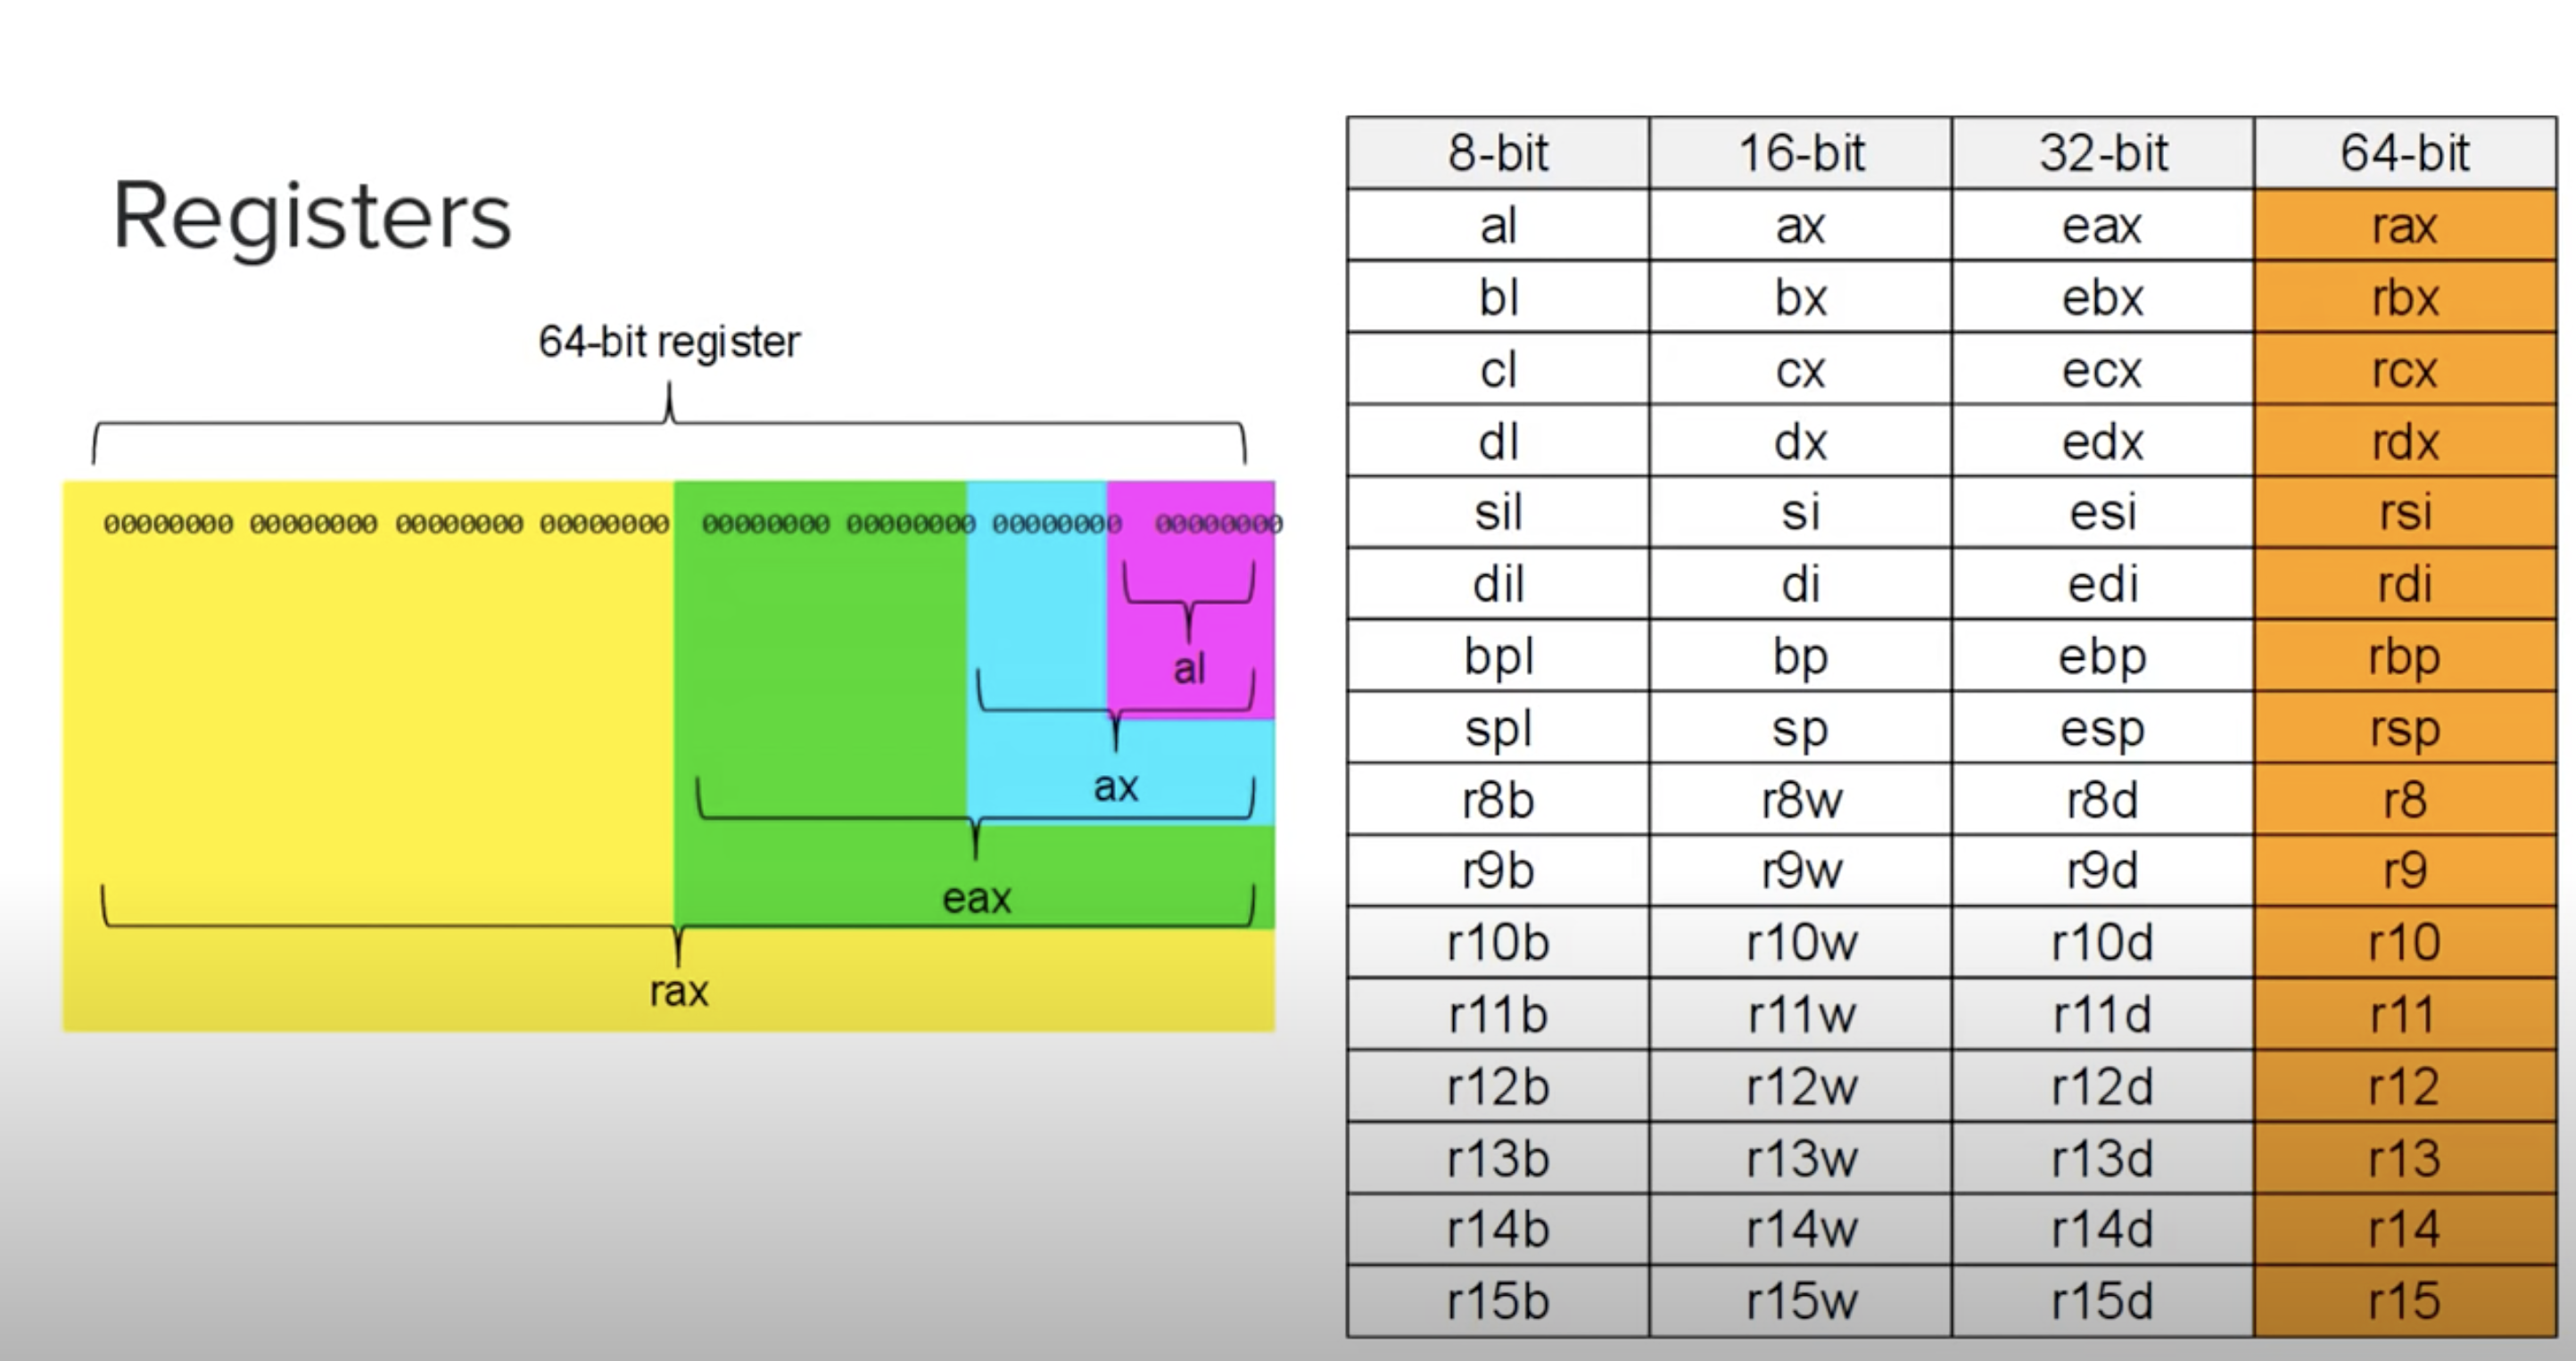 Registers
64-bit register
00000000 00000000 00000000 00000000 00000000 00000000 00000000 00000000
al
ax
eax
rax
8-bit 16-bit 32-bit 64-bit
al ax eax rax
bl bx ebx rbx
cl cx ecx rcx
dl dx edx rdx
sil si esi rsi
dil di edi rdi
bpl bp ebp rbp
spl sp esp rsp
r8b r8w r8d r8
r9b r9w r9d r9
r10b r10w r10d r10
r11b r11w r11d r11
r12b r12w r12d r12
r13b r13w r13d r13
r14b r14w r14d r14
r15b r15w r15d r15